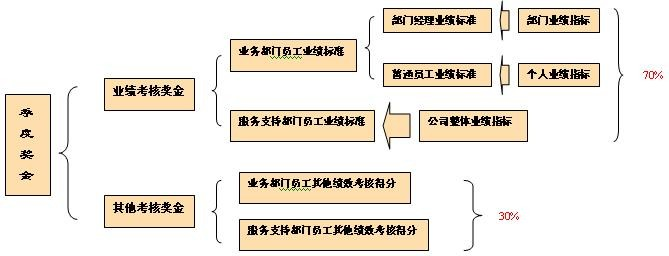 部门经理业绩标准
部门业绩指标
业务部门员工业绩标准
普通员工业绩标准
个人业绩指标
70%
业绩考核奖金
服务支持部门员工业绩标准
公司整体业绩指标
季度奖金
业务部门员工其他绩效考核得分
其他考核奖金
30%
服务支持部门员工其他绩效考核得分